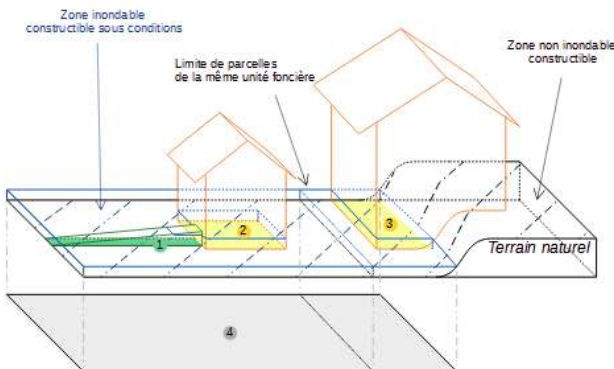 Zone inondable
constructible sous conditions
Limite de parcelles
de la même unité foncière
Zone non inondable
constructible
1
2
3
Terrain naturel
4